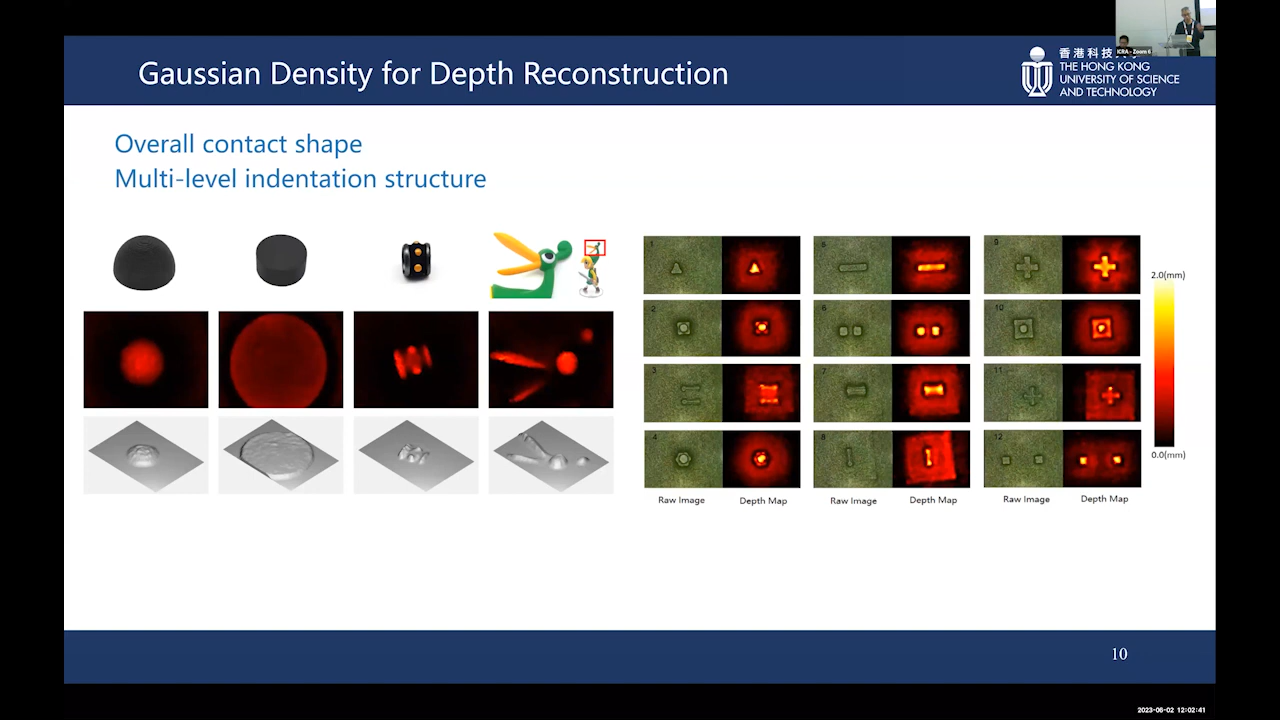 ICRA - Zoom 6
Gaussian Density for Depth Reconstruction
香港科技大
THE HONG KONG
UNIVERSITY OF SCIENCE
AND TECHNOLOGY
Overall contact shape
Multi-level indentation structure
1
5
9
2
6
10
3
7
11
4
8
12
Raw Image
Depth Map
Raw Image
Depth Map
Raw Image
Depth Map
2.0(mm)
0.0(mm)
10
2023-06-02 12:02:41